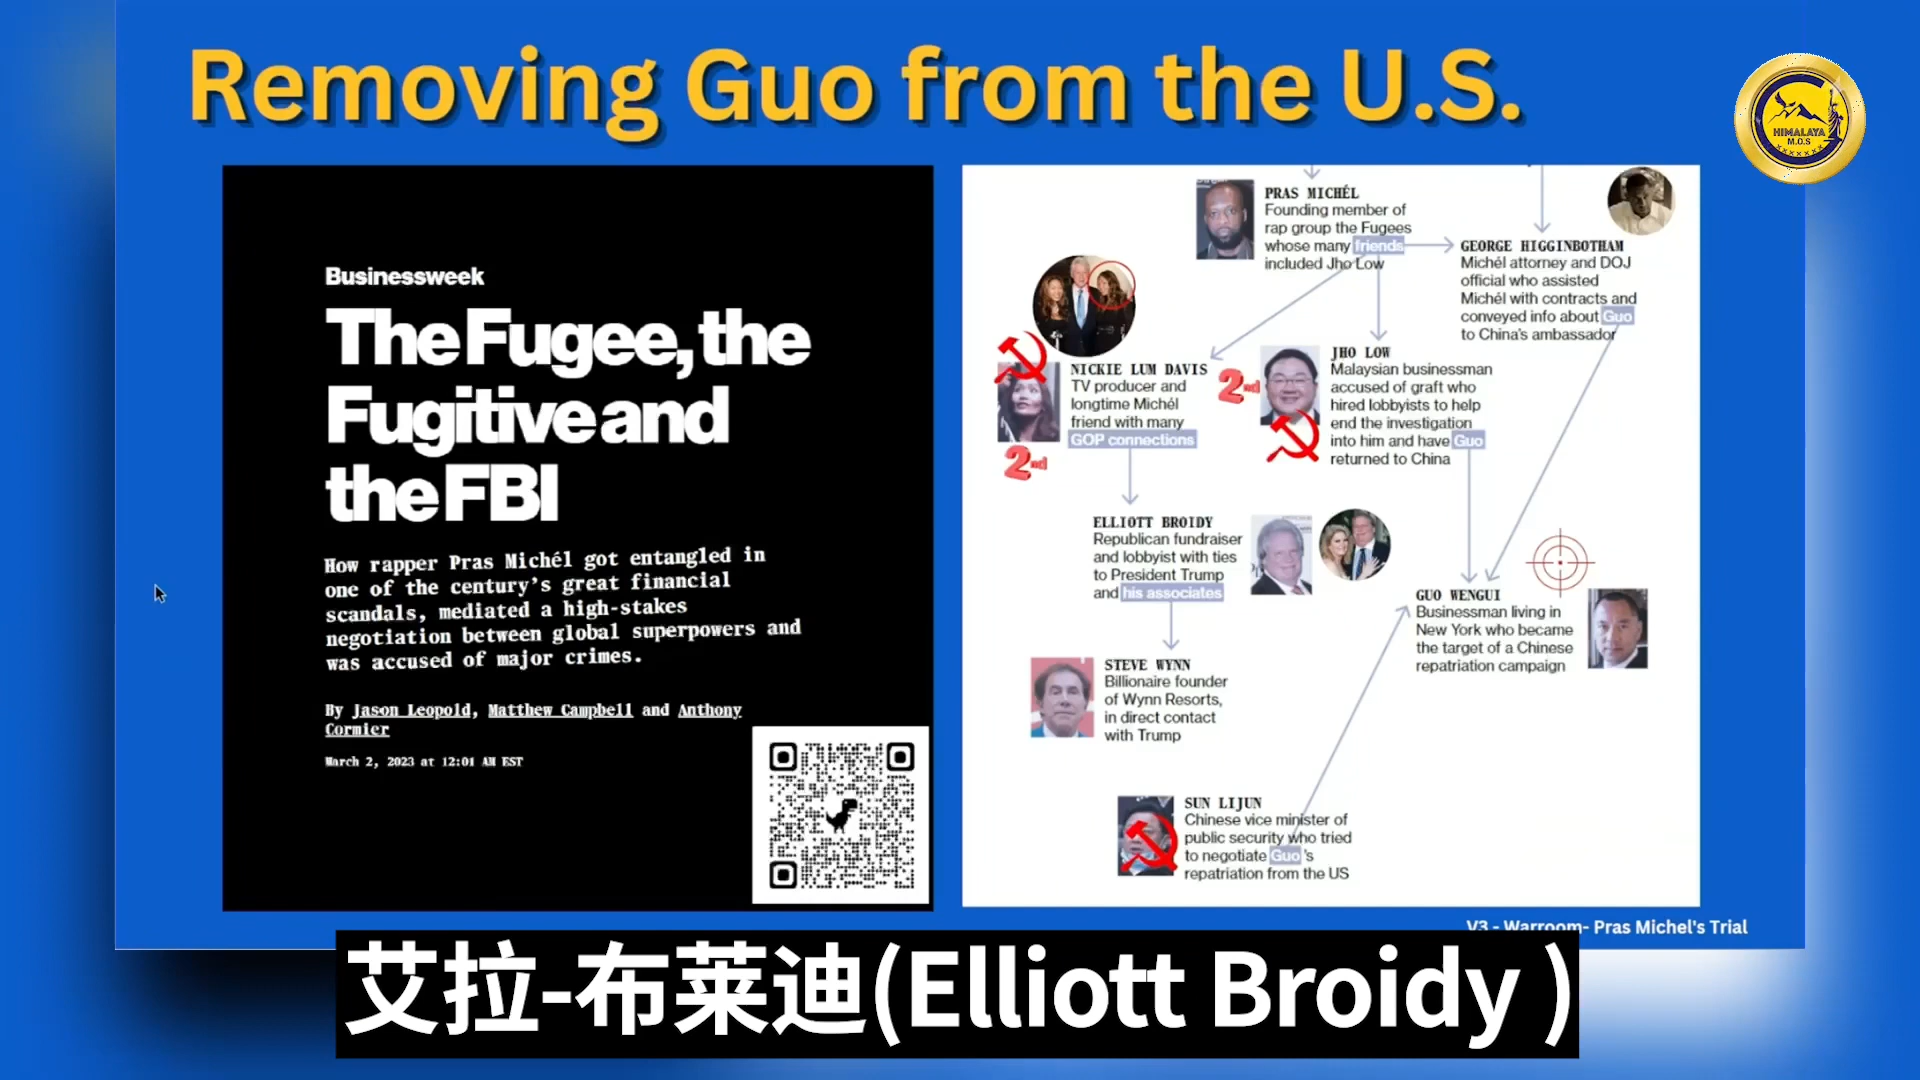 Removing Guo from the U.S.
HIMALAYA
M.O.S
Businessweek
The Fugee, the
Fugitive and
the FBI
How rapper Pras Michél got entangled in
one of the century's great financial
scandals, mediated a high-stakes
negotiation between global superpowers and
was accused of major crimes.
By Jason Leopold, Matthew Campbell and Anthony
Cormier
March 2, 2023 at 12:01 AM EST
PRAS MICHÉL
Founding member of
rap group the Fugees
whose many friends
included Jho Low
GEORGE HIGGINBOTHAM
Michél attorney and DOJ
official who assisted
Michél with contracts and
conveyed info about Guo
to China's ambassador
NICKIE LUM DAVIS
TV producer and
longtime Michél
friend with many
GOP connections
2nd
2nd
JHO LOW
Malaysian businessman
accused of graft who
hired lobbyists to help
end the investigation
into him and have Guo
returned to China
ELLIOTT BROIDY
Republican fundraiser
and lobbyist with ties
to President Trump
and his associates
GUO WENGUI
Businessman living in
New York who became
the target of a Chinese
repatriation campaign
STEVE WYNN
Billionaire founder
of Wynn Resorts,
in direct contact
with Trump
SUN LIJUN
Chinese vice minister of
public security who tried
to negotiate Guo 's
repatriation from the US
V3 - Warroom- Pras Michel's Trial
艾拉-布莱迪(Elliott Broidy )